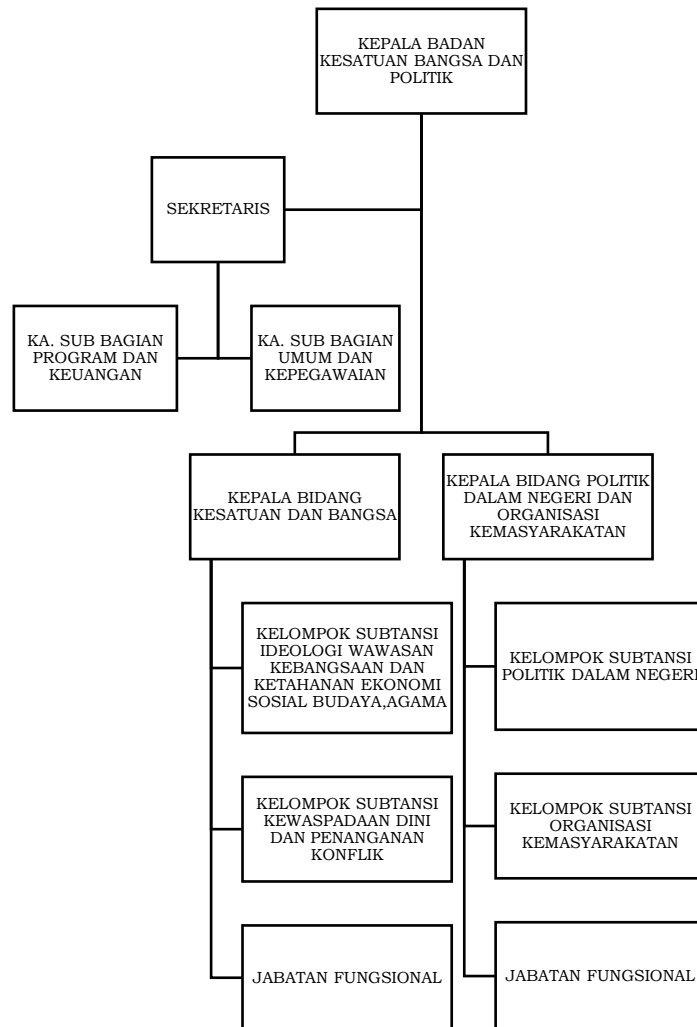 KEPALA BADAN
KESATUAN BANGSA DAN
POLITIK
SEKRETARIS
KA. SUB BAGIAN
PROGRAM DAN
KEUANGAN
KA. SUB BAGIAN
UMUM DAN
KEPEGAWAIAN
KEPALA BIDANG
KESATUAN DAN BANGSA
KEPALA BIDANG POLITIK
DALAM NEGERI DAN
ORGANISASI
KEMASYARAKATAN
KELOMPOK SUBTANSI
IDEOLOGI WAWASAN
KEBANGSAAN DAN
KETAHANAN EKONOMI
SOSIAL BUDAYA,AGAMA
KELOMPOK SUBTANSI
POLITIK DALAM NEGERI
KELOMPOK SUBTANSI
KEWASPADAAN DINI
DAN PENANGANAN
KONFLIK
KELOMPOK SUBTANSI
ORGANISASI
KEMASYARAKATAN
JABATAN FUNGSIONAL
JABATAN FUNGSIONAL